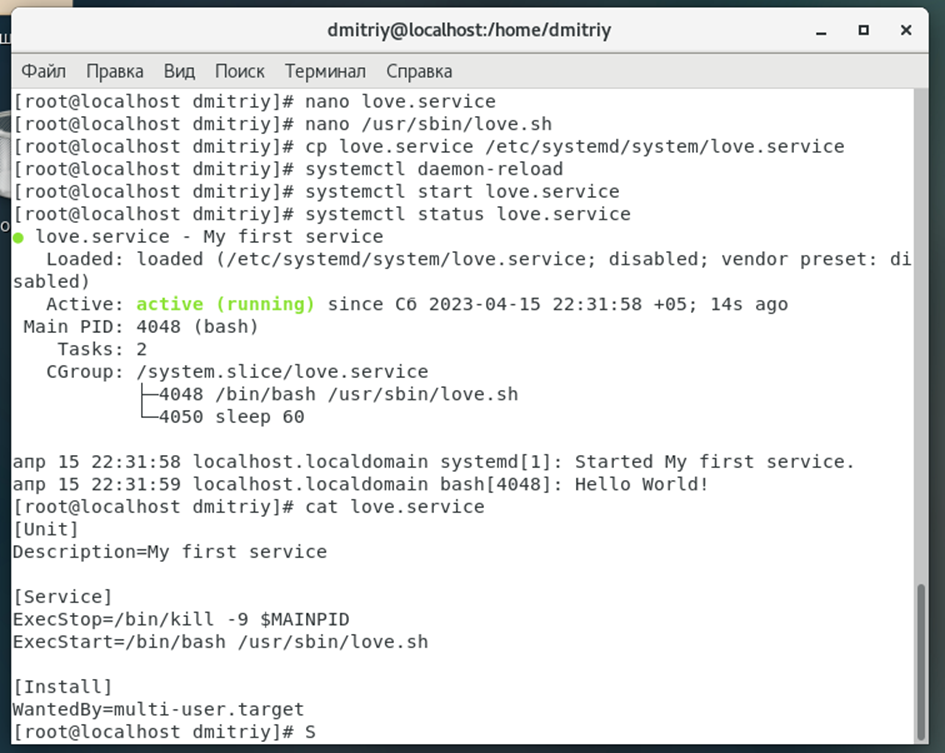 dmitriy@localhost:/home/dmitriy
Файл Правка Вид Поиск Терминал Справка
[root@localhost dmitriy]# nano love.service
[root@localhost dmitriy]# nano /usr/sbin/love.sh
[root@localhost dmitriy]# cp love.service /etc/systemd/system/love.service
[root@localhost dmitriy]# systemctl daemon-reload
[root@localhost dmitriy]# systemctl start love.service
[root@localhost dmitriy]# systemctl status love.service
● love.service - My first service
   Loaded: loaded (/etc/systemd/system/love.service; disabled; vendor preset: di
sabled)
   Active: active (running) since Сб 2023-04-15 22:31:58 +05; 14s ago
 Main PID: 4048 (bash)
    Tasks: 2
   CGroup: /system.slice/love.service
           ├─4048 /bin/bash /usr/sbin/love.sh
           └─4050 sleep 60

апр 15 22:31:58 localhost.localdomain systemd[1]: Started My first service.
апр 15 22:31:59 localhost.localdomain bash[4048]: Hello World!
[root@localhost dmitriy]# cat love.service
[Unit]
Description=My first service

[Service]
ExecStop=/bin/kill -9 $MAINPID
ExecStart=/bin/bash /usr/sbin/love.sh

[Install]
WantedBy=multi-user.target
[root@localhost dmitriy]# S